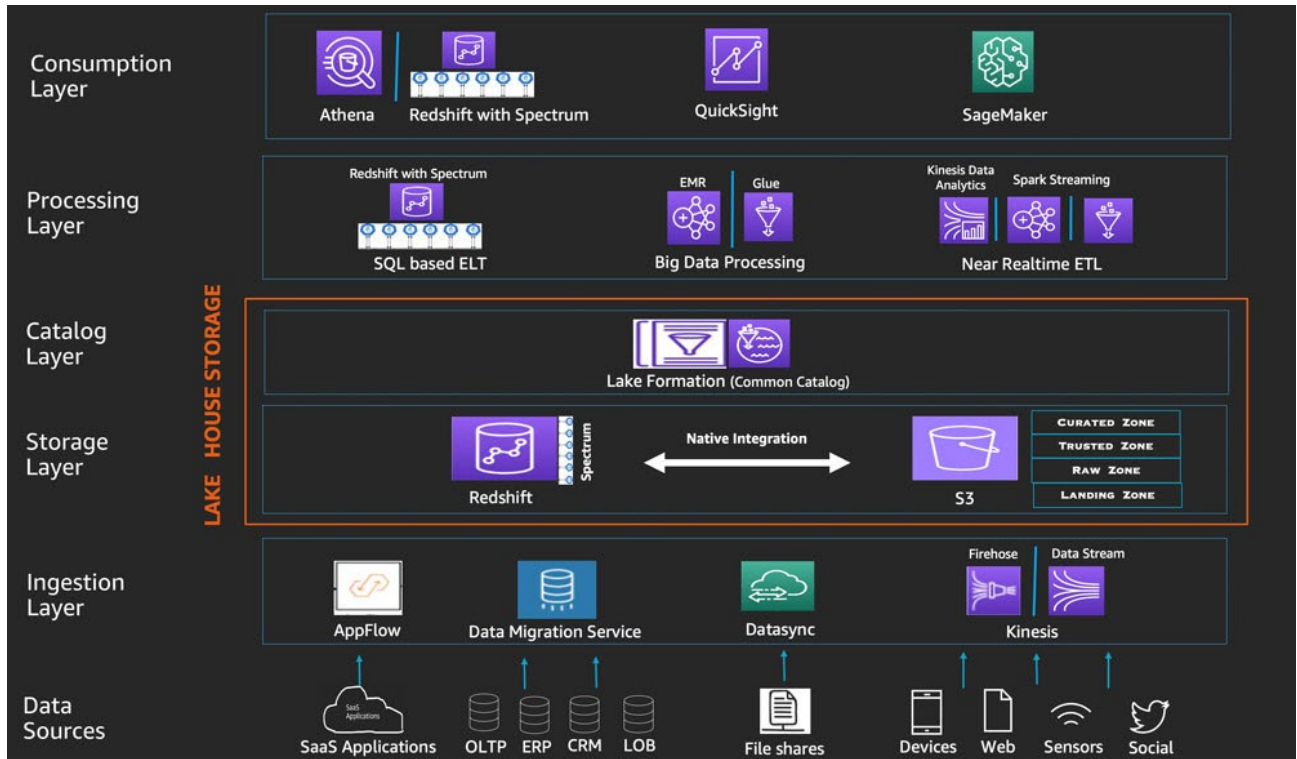 Consumption
Layer
Athena
Redshift with Spectrum
QuickSight
SageMaker
Processing
Layer
Redshift with Spectrum
SQL based ELT
EMR
Glue
Big Data Processing
Kinesis Data
Analytics
Spark Streaming
Near Realtime ETL
LAKE HOUSE STORAGE
Catalog
Layer
Lake Formation (Common Catalog)
Storage
Layer
Redshift
Spectrum
Native Integration
S3
CURATED ZONE
TRUSTED ZONE
RAW ZONE
LANDING ZONE
Ingestion
Layer
AppFlow
Data Migration Service
Datasync
Firehose
Data Stream
Kinesis
Data
Sources
SaaS
Applications
SaaS Applications
OLTP
ERP
CRM
LOB
File shares
Devices
Web
Sensors
Social